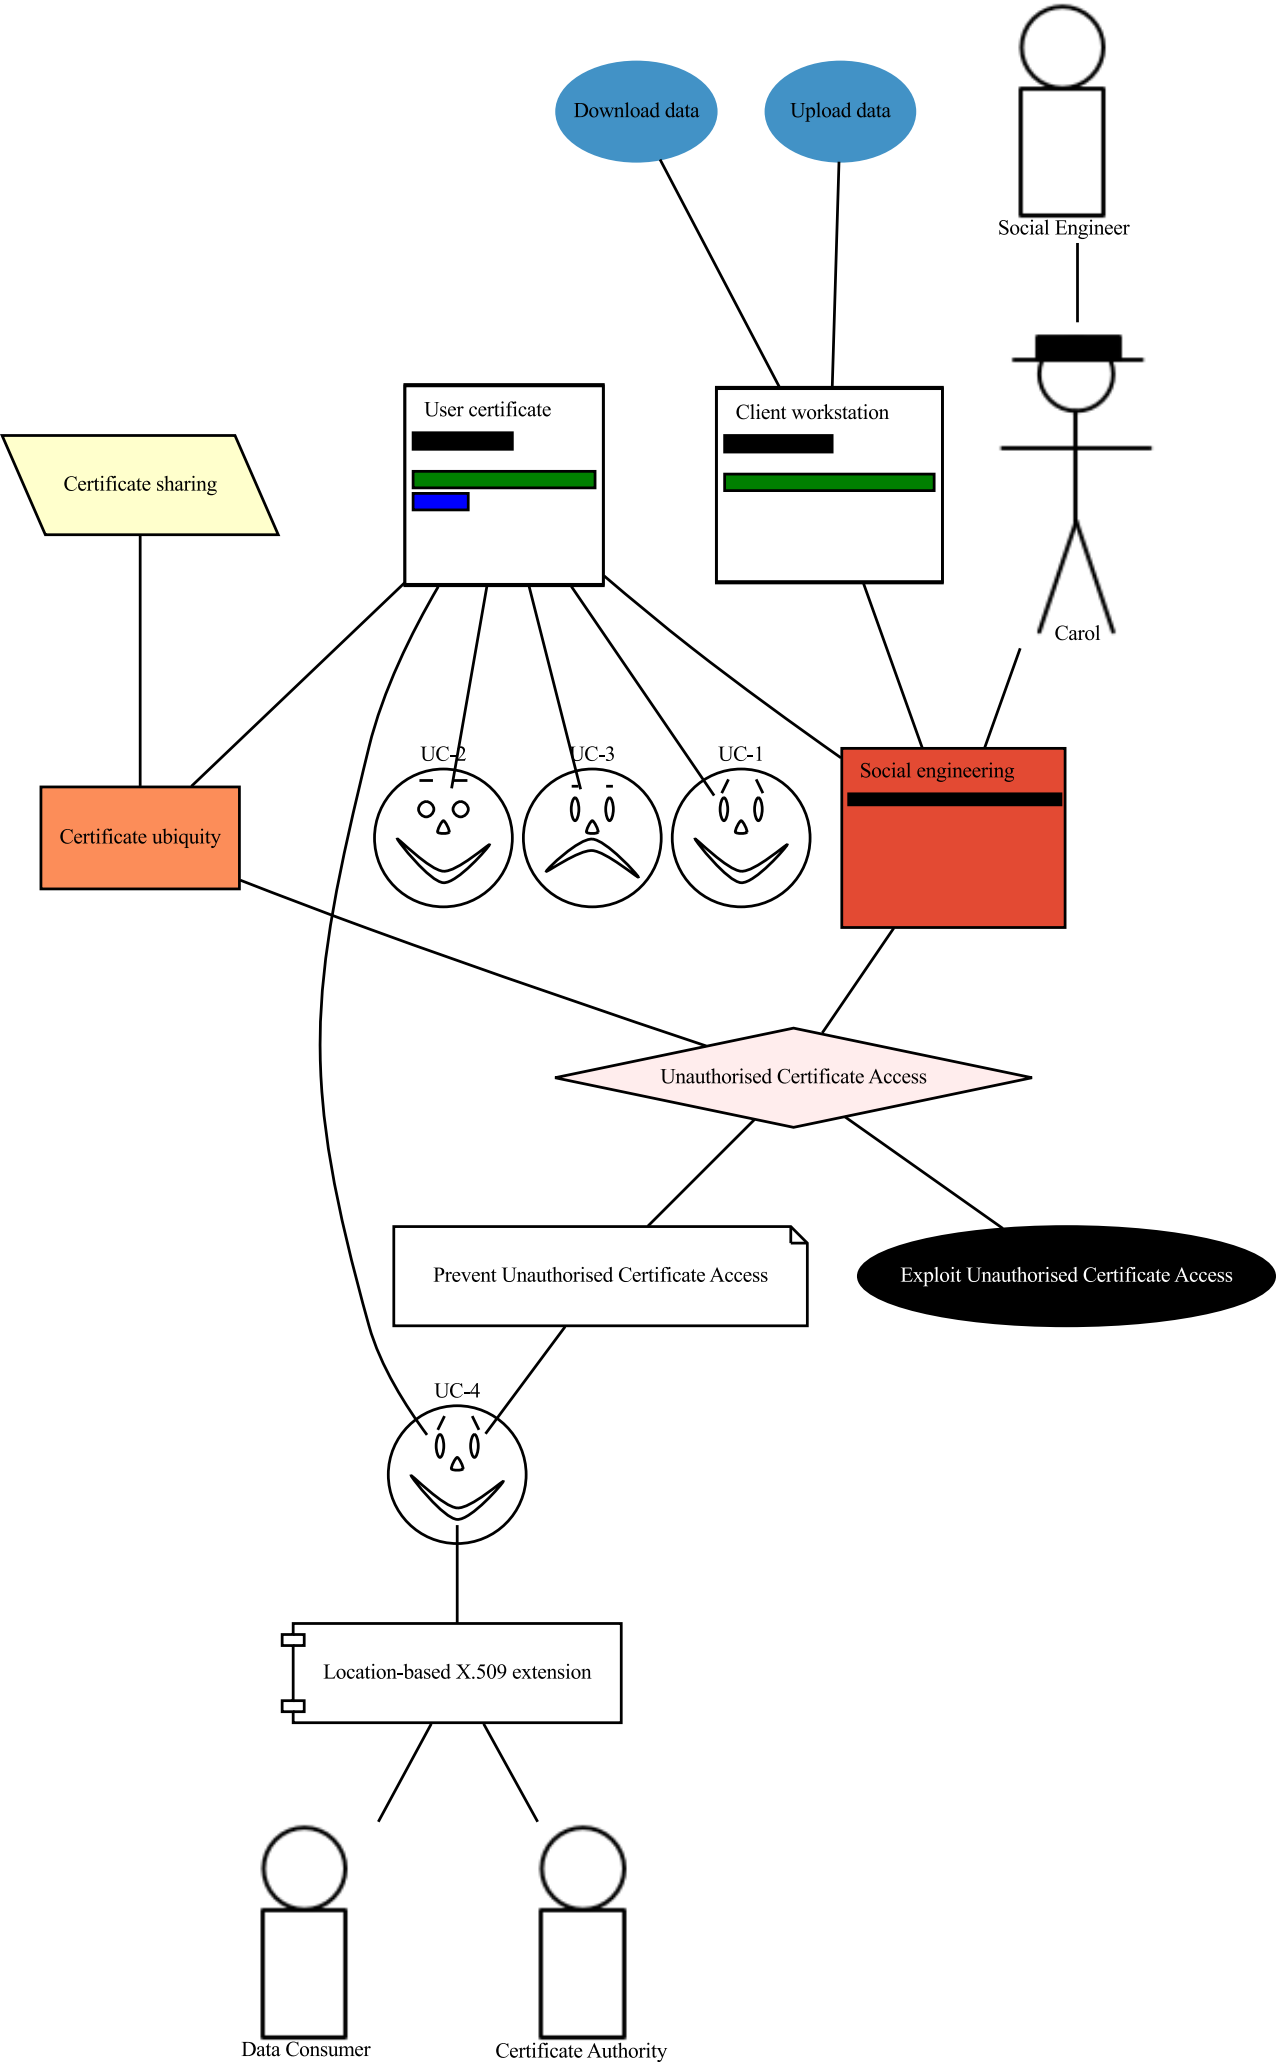 Download data
Upload data
Social Engineer
User certificate
Client workstation
Certificate sharing
Carol
UC-2
UC-3
UC-1
Social engineering
Certificate ubiquity
Unauthorised Certificate Access
Prevent Unauthorised Certificate Access
Exploit Unauthorised Certificate Access
UC-4
Location-based X.509 extension
Data Consumer
Certificate Authority